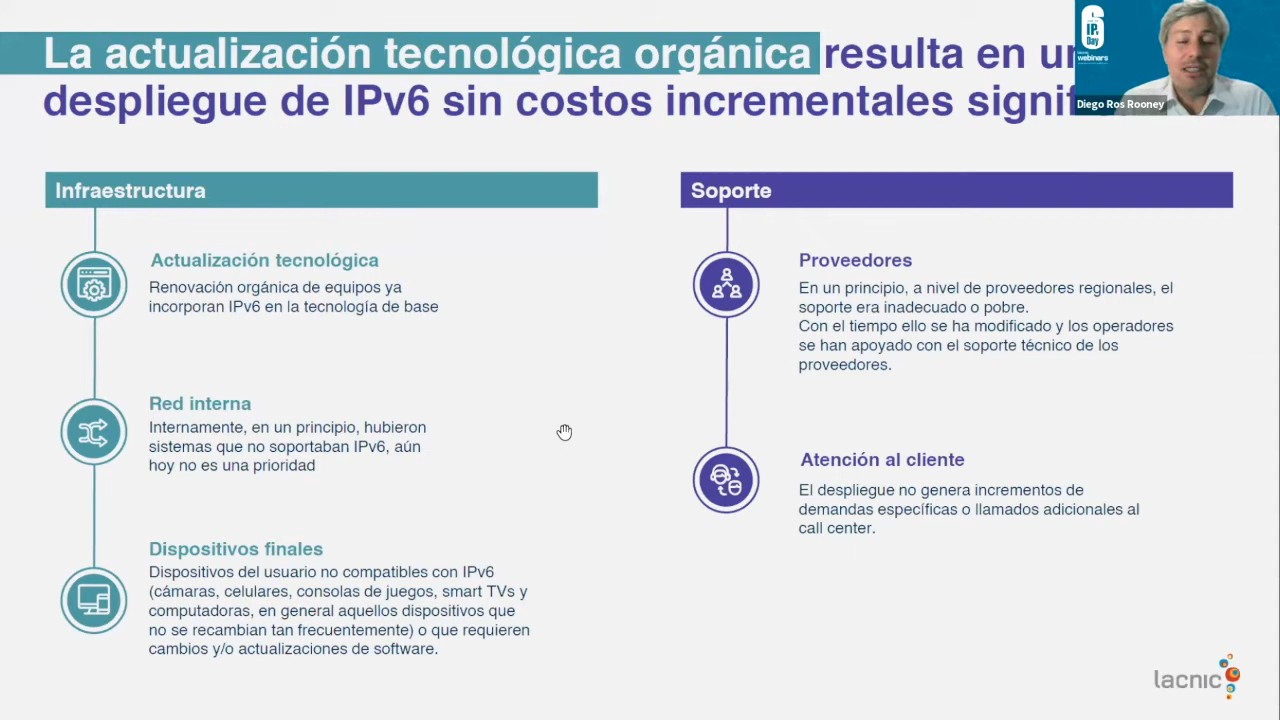 La actualización tecnológica orgánica resulta en un
despliegue de IPv6 sin costos incrementales
6
IP.
Day
webinars
Diego Ros Rooney
Infraestructura
Actualización tecnológica
Renovación orgánica de equipos ya
incorporan IPv6 en la tecnología de base
Red interna
Internamente, en un principio, hubieron
sistemas que no soportaban IPv6, aún
hoy no es una prioridad
Dispositivos finales
Dispositivos del usuario no compatibles con IPv6
(cámaras, celulares, consolas de juegos, smart TVs y
computadoras, en general aquellos dispositivos que
no se recambian tan frecuentemente) o que requieren
cambios y/o actualizaciones de software.
Soporte
Proveedores
En un principio, a nivel de proveedores regionales, el
soporte era inadecuado o pobre.
Con el tiempo ello se ha modificado y los operadores
se han apoyado con el soporte técnico de los
proveedores.
Atención al cliente
El despliegue no genera incrementos de
demandas específicas o llamados adicionales al
call center.
lacnic